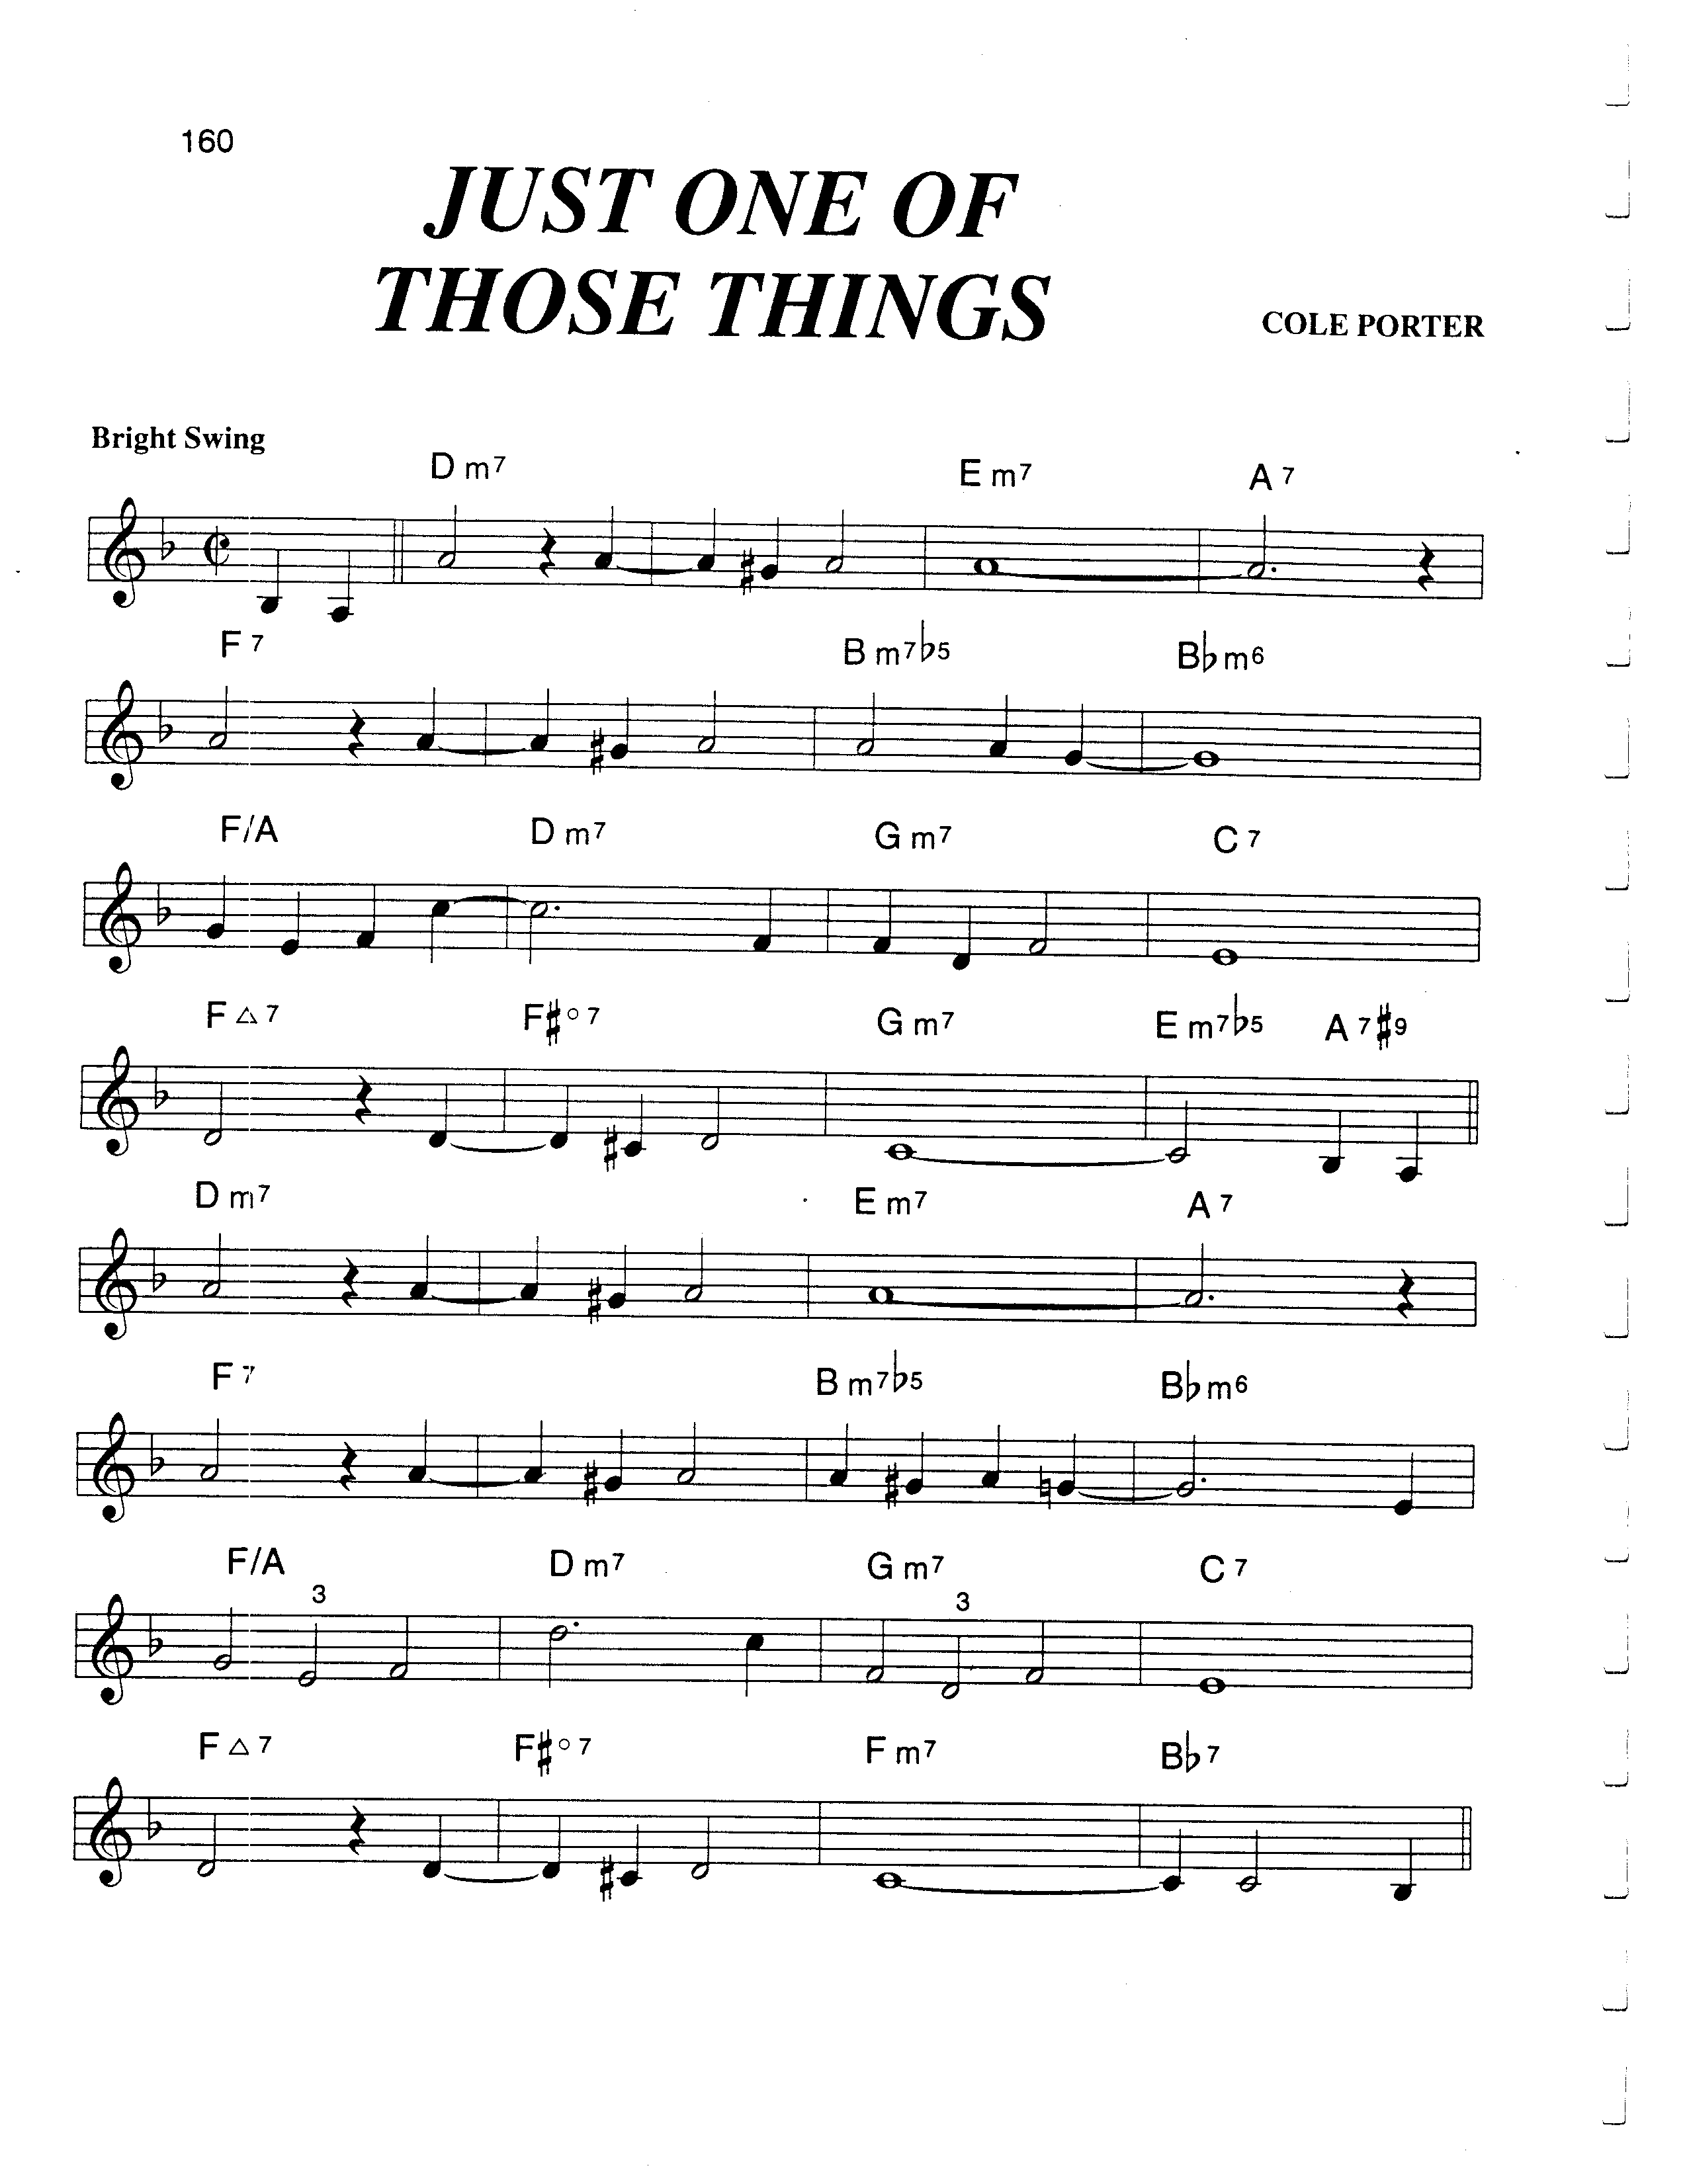 160
JUST ONE OF
THOSE THINGS
COLE PORTER
Bright Swing
D m7 E m7 A 7
F 7 B m7♭5 B♭m6
F/A D m7 G m7 C 7
F △ 7 F♯° 7 G m7 E m7♭5 A 7♯9
D m7 E m7 A 7
F 7 B m7♭5 B♭m6
F/A D m7 G m7 C 7
3 3
F △ 7 F♯° 7 F m7 B♭7